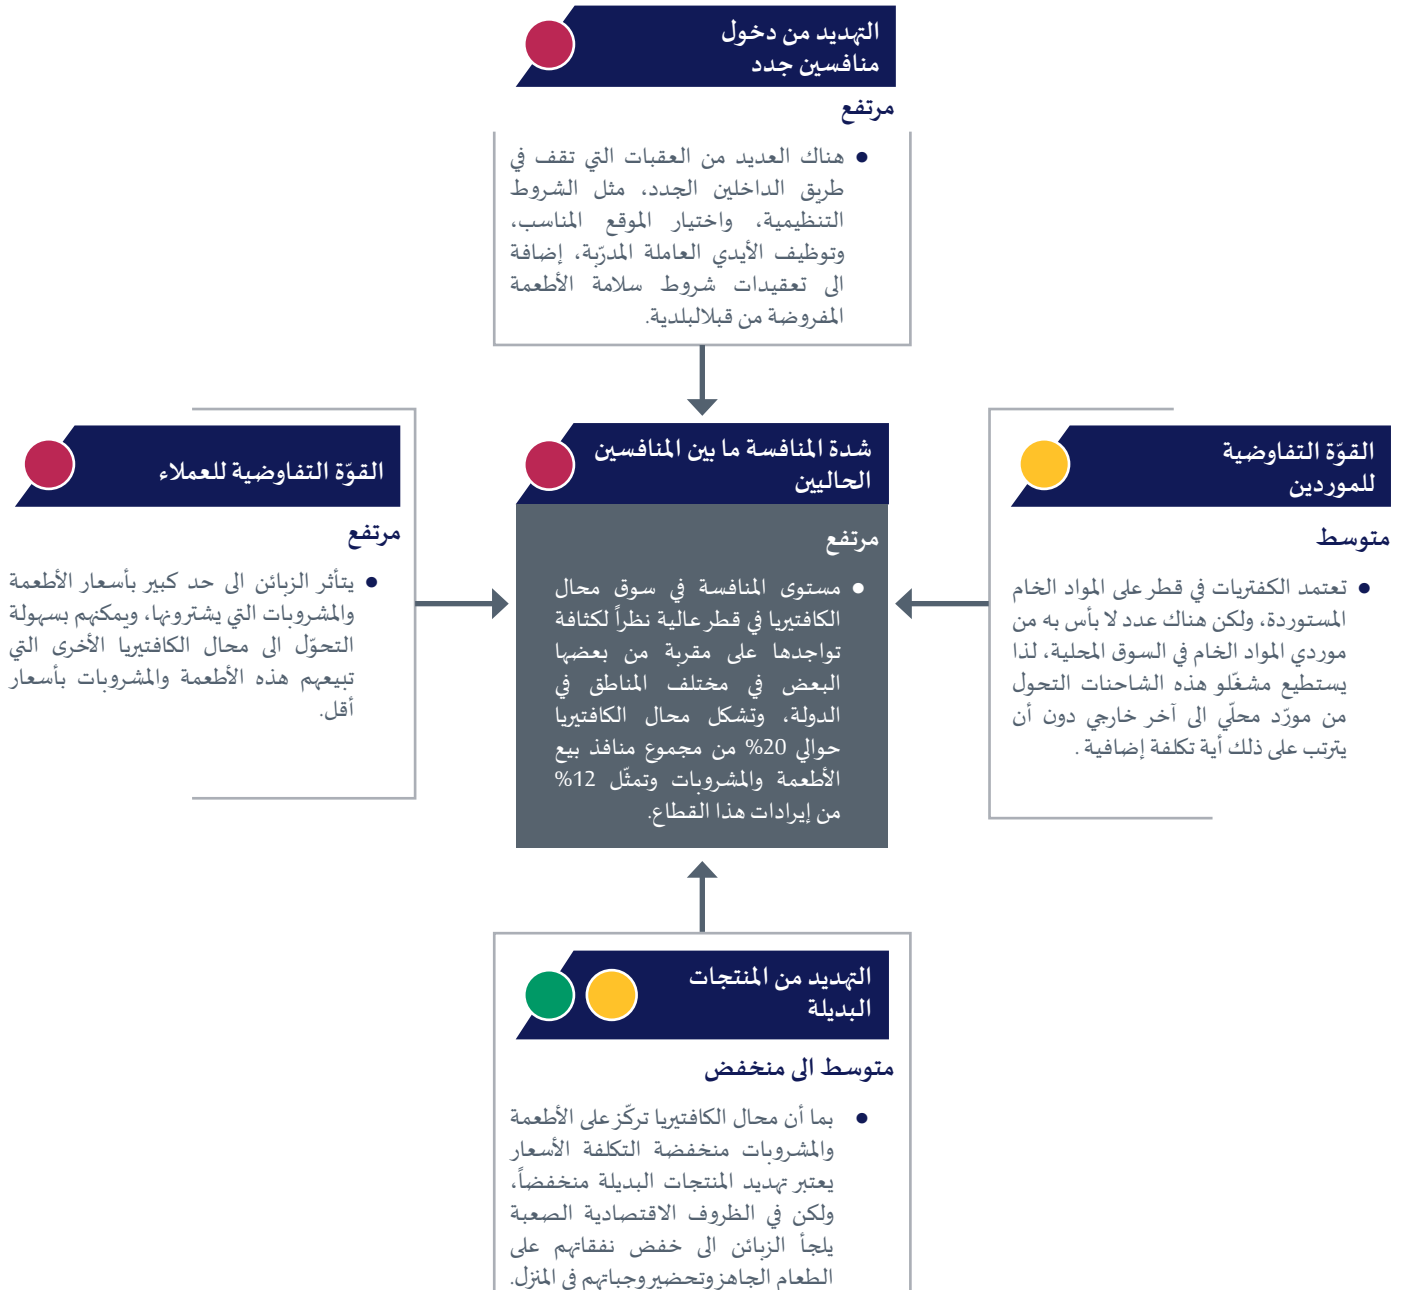 التهديد من دخول
منافسين جدد
مرتفع
● هناك العديد من العقبات التي تقف في
طريق الداخلين الجدد، مثل الشروط
التنظيمية، واختيار الموقع المناسب،
وتوظيف الأيدي العاملة المدرّبة، إضافة
الى تعقيدات شروط سلامة الأطعمة
المفروضة من قبلالبلدية.
القوّة التفاوضية
للموردين
متوسط
● تعتمد الكفتريات في قطر على المواد الخام
المستوردة، ولكن هناك عدد لا بأس به من
موردي المواد الخام في السوق المحلية، لذا
يستطيع مشغّلو هذه الشاحنات التحول
من مورّد محلّي الى آخر خارجي دون أن
يترتب على ذلك أية تكلفة إضافية .
شدة المنافسة ما بين المنافسين
الحاليين
مرتفع
● مستوى المنافسة في سوق محال
الكافتيريا في قطر عالية نظراً لكثافة
تواجدها على مقربة من بعضها
البعض في مختلف المناطق في
الدولة، وتشكل محال الكافتيريا
حوالي 20% من مجموع منافذ بيع
الأطعمة والمشروبات وتمثّل 12%
من إيرادات هذا القطاع.
القوّة التفاوضية للعملاء
مرتفع
● يتأثر الزبائن الى حد كبير بأسعار الأطعمة
والمشروبات التي يشترونها، ويمكنهم بسهولة
التحوّل الى محال الكافتيريا الأخرى التي
تبيعهم هذه الأطعمة والمشروبات بأسعار
أقل.
التهديد من المنتجات
البديلة
متوسط الى منخفض
● بما أن محال الكافتيريا تركّز على الأطعمة
والمشروبات منخفضة التكلفة الأسعار
يعتبر تهديد المنتجات البديلة منخفضاً،
ولكن في الظروف الاقتصادية الصعبة
يلجأ الزبائن الى خفض نفقاتهم على
الطعام الجاهز وتحضير وجباتهم في المنزل.